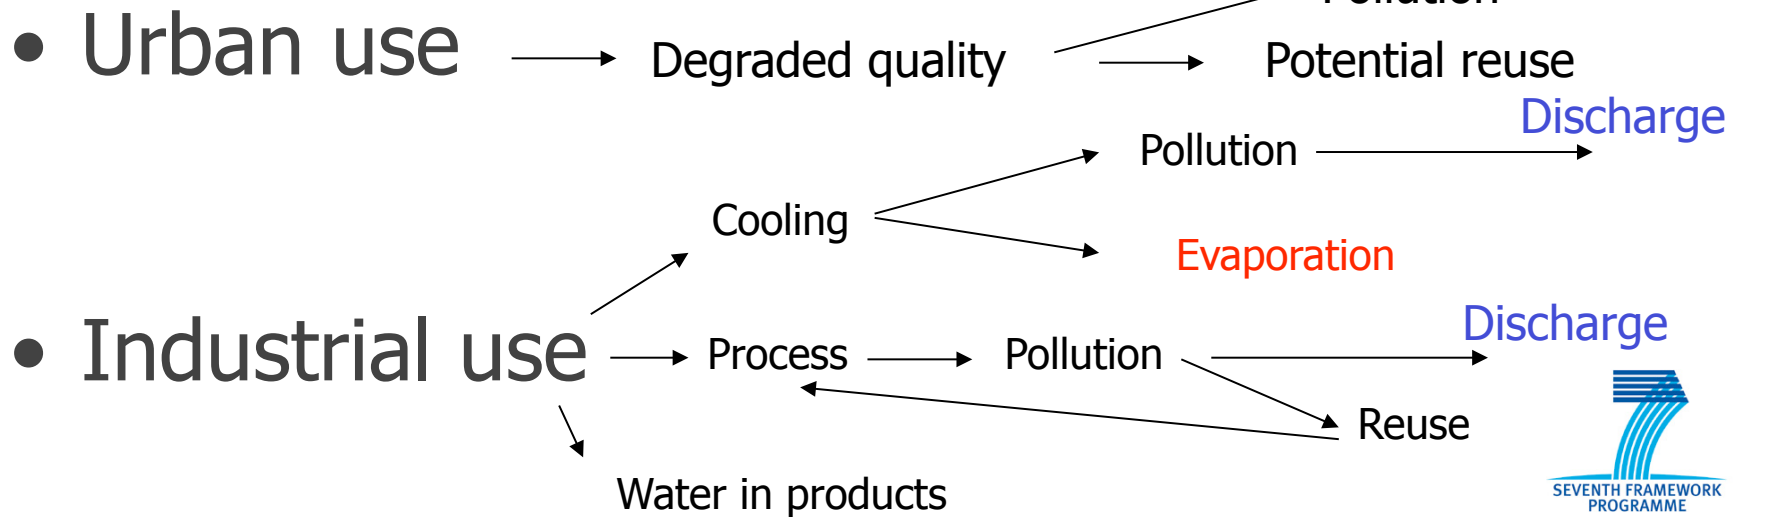 Pollution
• Urban use Degraded quality Potential reuse
Discharge
Pollution
Cooling
Evaporation
Discharge
• Industrial use Process Pollution
Reuse
Water in products
SEVENTH FRAMEWORK
PROGRAMME